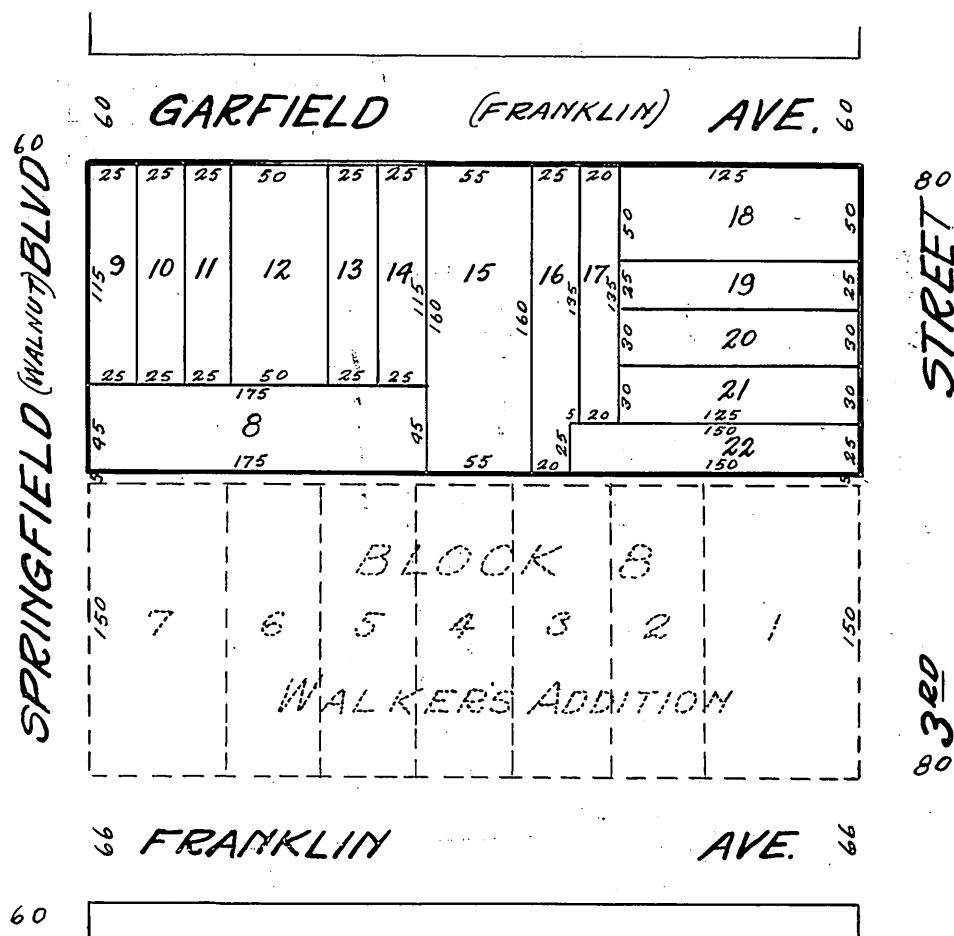 60 GARFIELD (FRANKLIN) AVE. 60
60 80
25 25 25 50 25 25 55 25 20 125
9 10 11 12 13 14 15 16 17 18
115 115 160 160 135 135 50 50
25 19 25
30 20 30
25 25 25 50 25 25
175
30 21 30
5 20 125
45 8 45
150
25 22 25
175 55 20 150
5 5
BLOCK 8
150 7 6 5 4 3 2 1 150
WALKER'S ADDITION
66 FRANKLIN AVE. 66
60
80
SPRINGFIELD (WALNUT) BLVD
3RD STREET